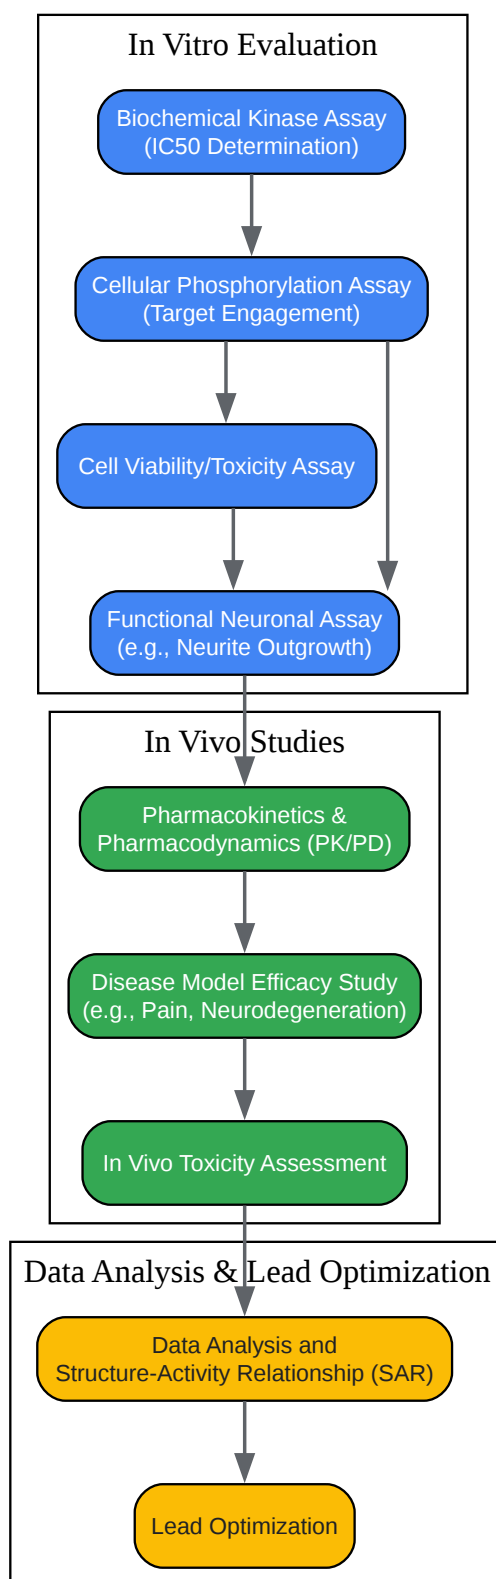 In Vitro Evaluation
Biochemical Kinase Assay
(IC50 Determination)
Cellular Phosphorylation Assay
(Target Engagement)
Cell Viability/Toxicity Assay
Functional Neuronal Assay
(e.g., Neurite Outgrowth)
In Vivo Studies
Pharmacokinetics &
Pharmacodynamics (PK/PD)
Disease Model Efficacy Study
(e.g., Pain, Neurodegeneration)
In Vivo Toxicity Assessment
Data Analysis & Lead Optimization
Data Analysis and
Structure-Activity Relationship (SAR)
Lead Optimization